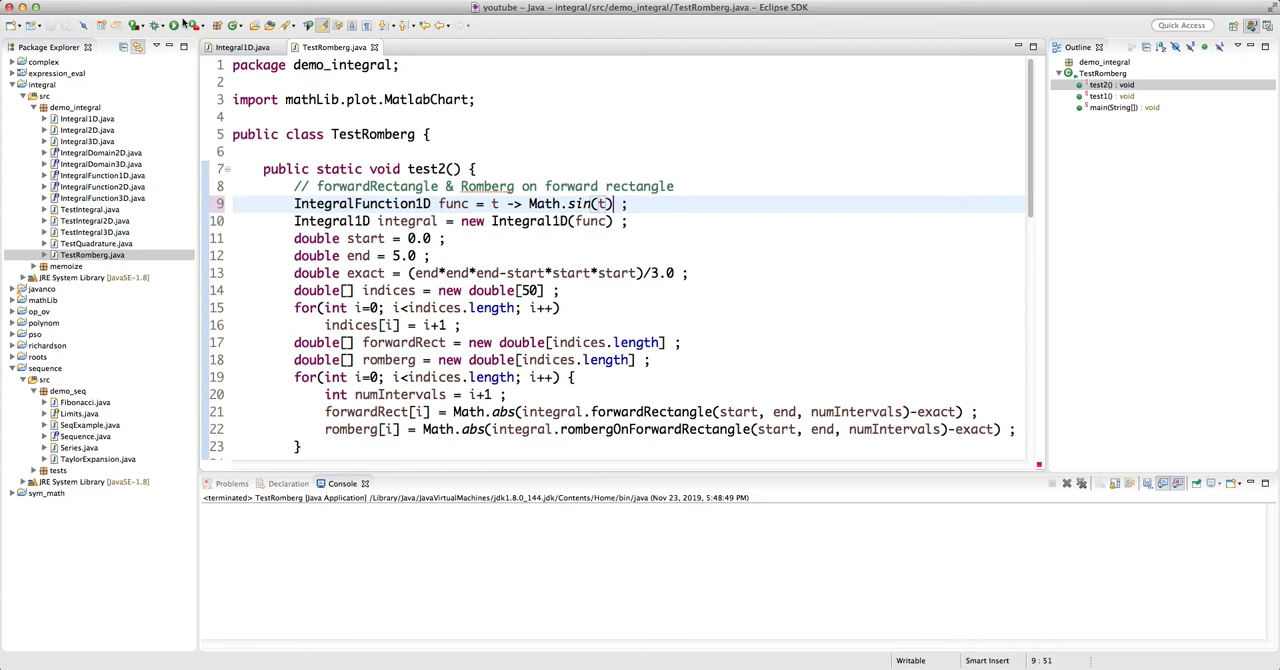 youtube - Java - integral/src/demo_integral/TestRomberg.java - Eclipse SDK
Quick Access
Package Explorer
complex
expression_eval
integral
src
demo_integral
Integral1D.java
Integral2D.java
Integral3D.java
IntegralDomain2D.java
IntegralDomain3D.java
IntegralFunction1D.java
IntegralFunction2D.java
IntegralFunction3D.java
TestIntegral.java
TestIntegral2D.java
TestIntegral3D.java
TestQuadrature.java
TestRomberg.java
memoize
JRE System Library [JavaSE-1.8]
javanco
mathLib
op_ov
polynom
pso
richardson
roots
sequence
src
demo_seq
Fibonacci.java
Limits.java
SeqExample.java
Sequence.java
Series.java
TaylorExpansion.java
tests
JRE System Library [JavaSE-1.8]
sym_math
Integral1D.java TestRomberg.java
1 package demo_integral;
2
3 import mathLib.plot.MatlabChart;
4
5 public class TestRomberg {
6
7 public static void test2() {
8 // forwardRectangle & Romberg on forward rectangle
9 IntegralFunction1D func = t -> Math.sin(t) ;
10 Integral1D integral = new Integral1D(func) ;
11 double start = 0.0 ;
12 double end = 5.0 ;
13 double exact = (end*end*end-start*start*start)/3.0 ;
14 double[] indices = new double[50] ;
15 for(int i=0; i<indices.length; i++)
16 indices[i] = i+1 ;
17 double[] forwardRect = new double[indices.length] ;
18 double[] romberg = new double[indices.length] ;
19 for(int i=0; i<indices.length; i++) {
20 int numIntervals = i+1 ;
21 forwardRect[i] = Math.abs(integral.forwardRectangle(start, end, numIntervals)-exact) ;
22 romberg[i] = Math.abs(integral.rombergOnForwardRectangle(start, end, numIntervals)-exact) ;
23 }
Outline
demo_integral
TestRomberg
test2() : void
test1() : void
main(String[]) : void
Problems Declaration Console
<terminated> TestRomberg [Java Application] /Library/Java/JavaVirtualMachines/jdk1.8.0_144.jdk/Contents/Home/bin/java (Nov 23, 2019, 5:48:49 PM)
Writable Smart Insert 9 : 51